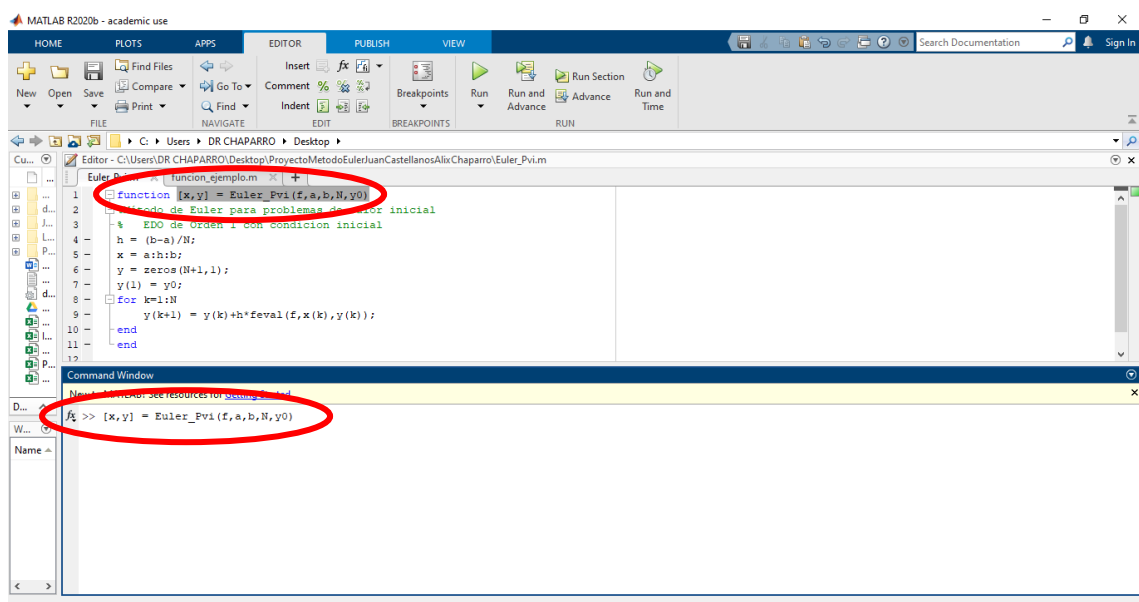 MATLAB R2020b - academic use
HOME PLOTS APPS EDITOR PUBLISH VIEW Search Documentation Sign In
New Open Save Find Files Compare Print Go To Find Insert fx Comment % Indent Breakpoints Run Run and Advance Run Section Advance Run and Time
FILE NAVIGATE EDIT BREAKPOINTS RUN
C: Users DR CHAPARRO Desktop
Cu... Editor - C:\Users\DR CHAPARRO\Desktop\ProyectoMetodoEulerJuanCastellanosAlixChaparro\Euler_Pvi.m
funcion_ejemplo.m +
1 function [x,y] = Euler_Pvi(f,a,b,N,y0)
2 de Euler para problemas de inicial
3 % EDO de Orden 1 con condicion inicial
4 - h = (b-a)/N;
5 - x = a:h:b;
6 - y = zeros(N+1,1);
7 - y(1) = y0;
8 - for k=1:N
9 - y(k+1) = y(k)+h*feval(f,x(k),y(k));
10 - end
11 - end
12
... d... J... L... P... ... ... d... ... ... I... ... P... ...
Command Window
See resources for
D...
fx >> [x,y] = Euler_Pvi(f,a,b,N,y0)
W...
Name